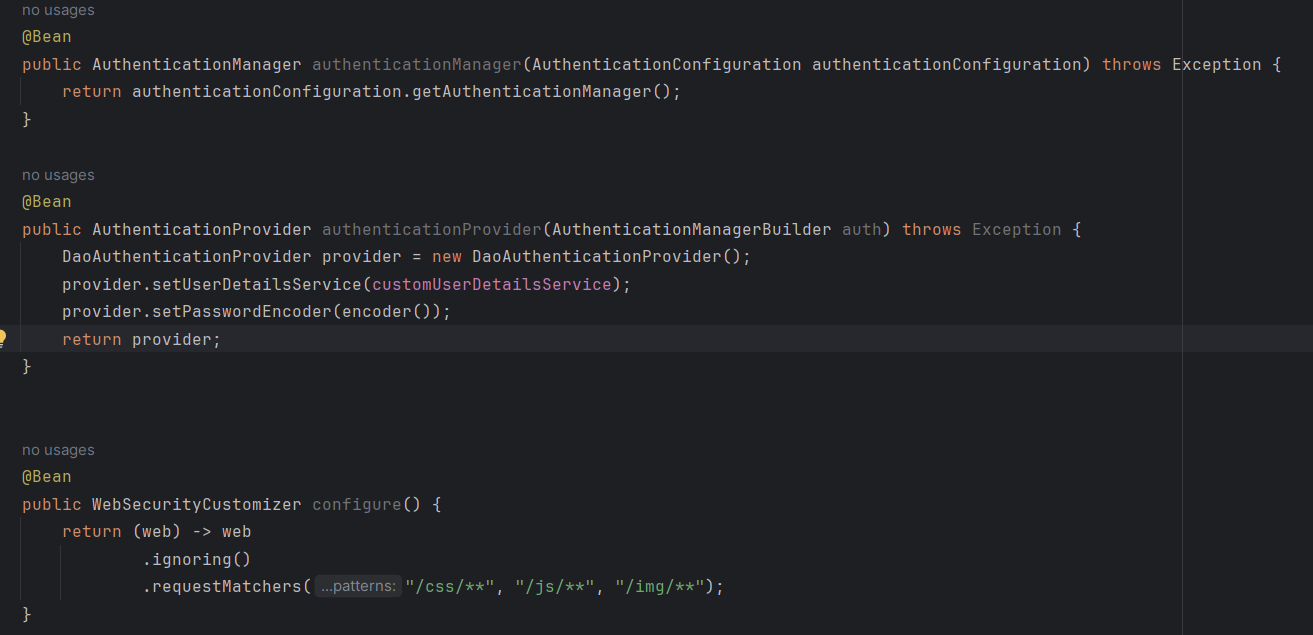 no usages
@Bean
public AuthenticationManager authenticationManager(AuthenticationConfiguration authenticationConfiguration) throws Exception {
    return authenticationConfiguration.getAuthenticationManager();
}
no usages
@Bean
public AuthenticationProvider authenticationProvider(AuthenticationManagerBuilder auth) throws Exception {
    DaoAuthenticationProvider provider = new DaoAuthenticationProvider();
    provider.setUserDetailsService(customUserDetailsService);
    provider.setPasswordEncoder(encoder());
    return provider;
}
no usages
@Bean
public WebSecurityCustomizer configure() {
    return (web) -> web
            .ignoring()
            .requestMatchers( ...patterns: "/css/**", "/js/**", "/img/**");
}